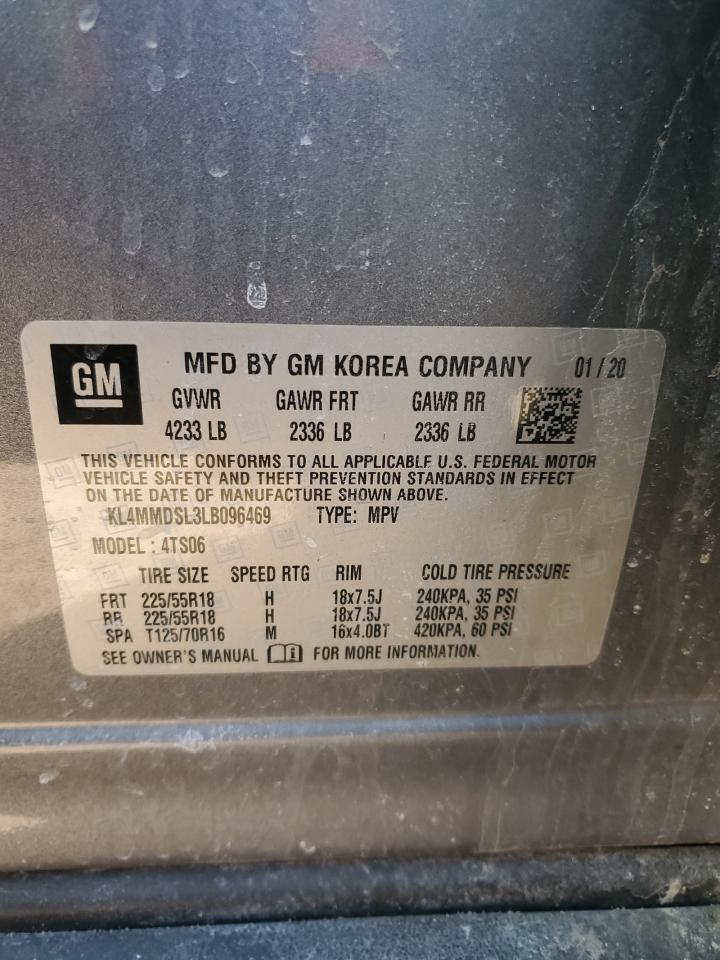 GM
MFD BY GM KOREA COMPANY 01 / 20
GVWR GAWR FRT GAWR RR
4233 LB 2336 LB 2336 LB
THIS VEHICLE CONFORMS TO ALL APPLICABLE U.S. FEDERAL MOTOR
VEHICLE SAFETY AND THEFT PREVENTION STANDARDS IN EFFECT
ON THE DATE OF MANUFACTURE SHOWN ABOVE.
KL4MMDSL3LB096469 TYPE: MPV
MODEL : 4TS06
TIRE SIZE SPEED RTG RIM COLD TIRE PRESSURE
FRT 225/55R18 H 18x7.5J 240KPA, 35 PSI
RR 225/55R18 H 18x7.5J 240KPA, 35 PSI
SPA T125/70R16 M 16x4.0BT 420KPA, 60 PSI
SEE OWNER'S MANUAL i FOR MORE INFORMATION.